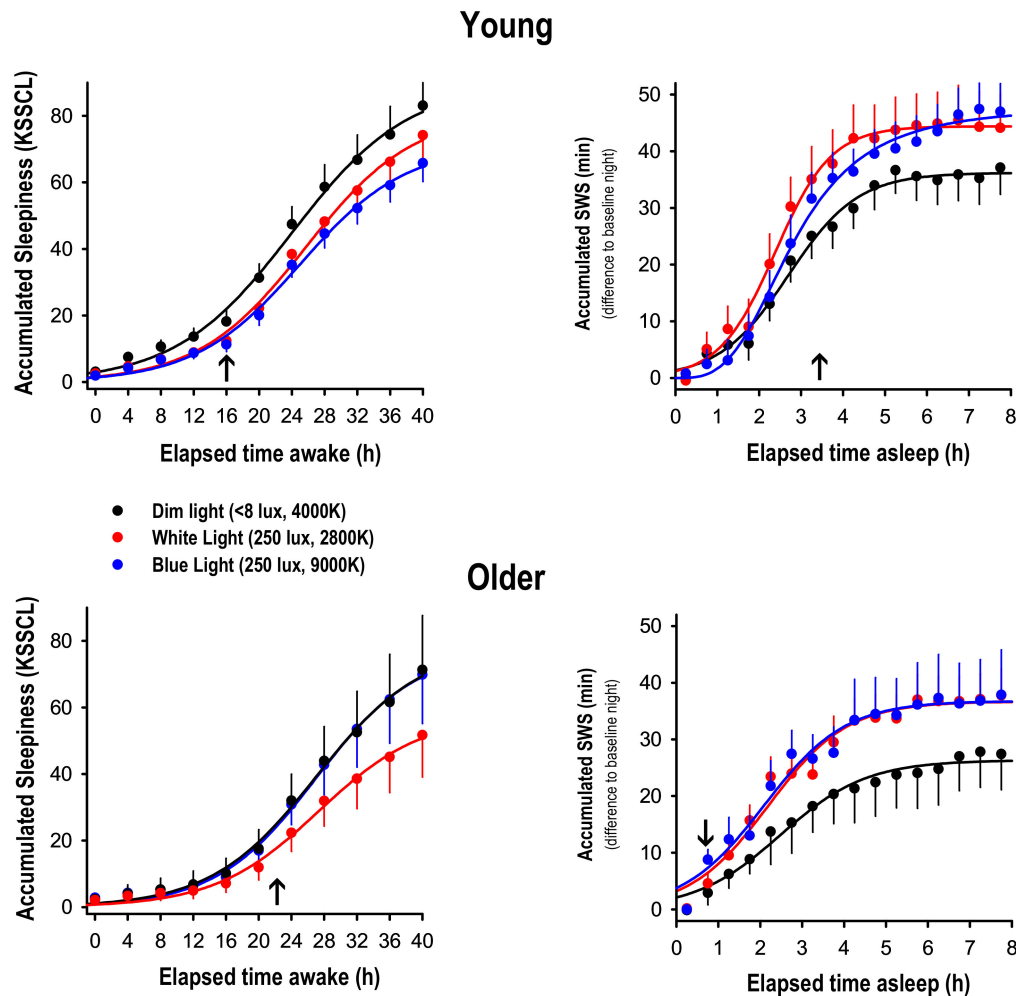 Young
Accumulated Sleepiness (KSSCL)
80
60
40
20
0
0 4 8 12 16 20 24 28 32 36 40
Elapsed time awake (h)
Accumulated SWS (min)
(difference to baseline night)
50
40
30
20
10
0
0 1 2 3 4 5 6 7 8
Elapsed time asleep (h)
Dim light (<8 lux, 4000K)
White Light (250 lux, 2800K)
Blue Light (250 lux, 9000K)
Older
Accumulated Sleepiness (KSSCL)
80
60
40
20
0
0 4 8 12 16 20 24 28 32 36 40
Elapsed time awake (h)
Accumulated SWS (min)
(difference to baseline night)
50
40
30
20
10
0
0 1 2 3 4 5 6 7 8
Elapsed time asleep (h)